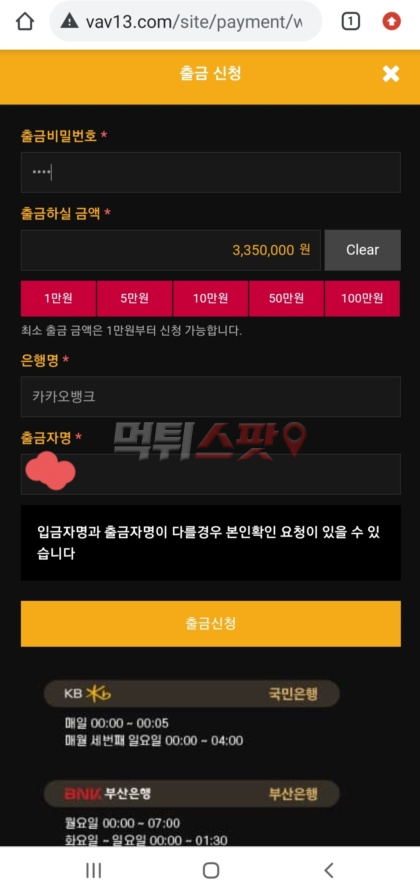 vav13.com/site/payment/w
1
출금 신청
출금비밀번호 *
••••
출금하실 금액 *
3,350,000 원
Clear
1만원
5만원
10만원
50만원
100만원
최소 출금 금액은 1만원부터 신청 가능합니다.
은행명 *
카카오뱅크
출금자명 *
먹튀스팟
입금자명과 출금자명이 다를경우 본인확인 요청이 있을 수 있
습니다
출금신청
KB
국민은행
매일 00:00 ~ 00:05
매월 세번째 일요일 00:00 ~ 04:00
BNK 부산은행
부산은행
월요일 00:00 ~ 07:00
화요일 ~ 일요일 00:00 ~ 01:30